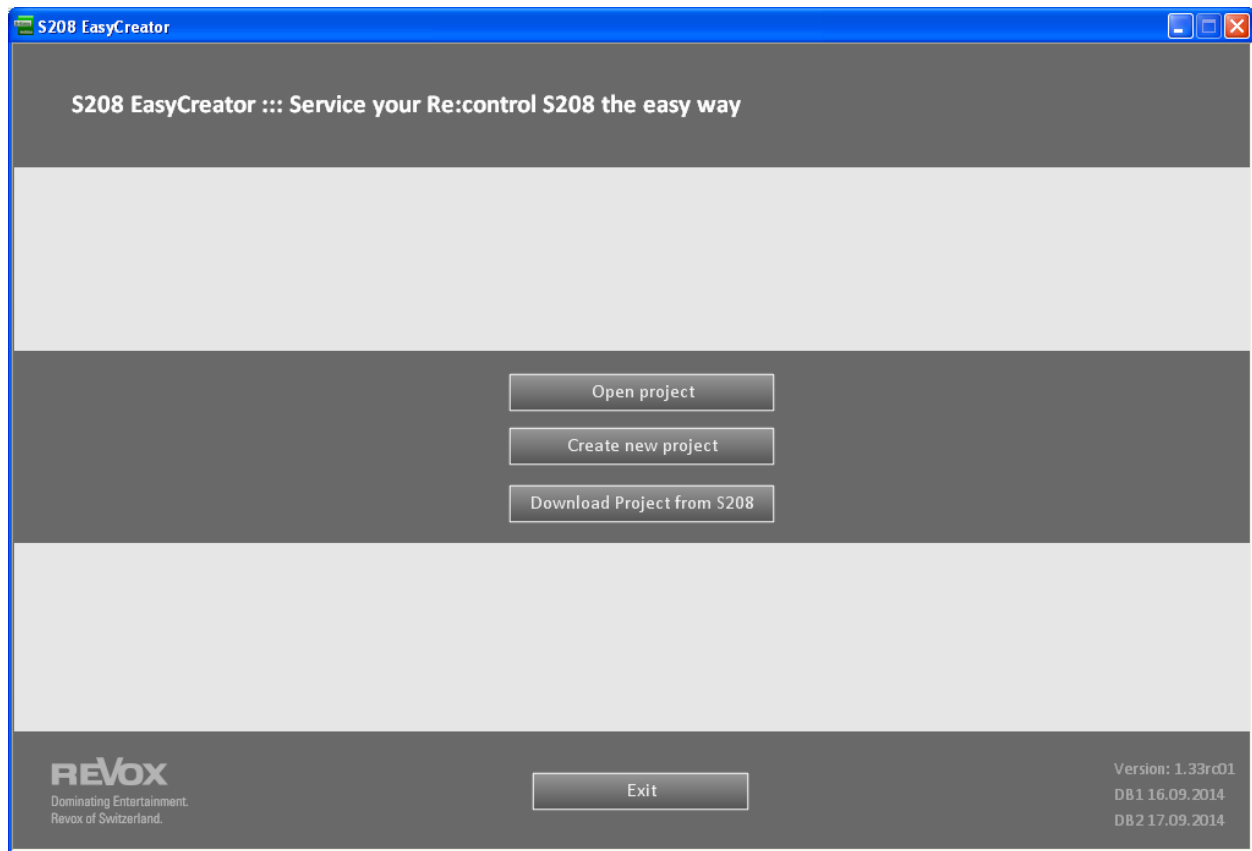 S208 EasyCreator
S208 EasyCreator ::: Service your Re:control S208 the easy way
Open project
Create new project
Download Project from S208
REVOX
Dominating Entertainment.
Revox of Switzerland.
Exit
Version: 1.33rc01
DB1 16.09.2014
DB2 17.09.2014